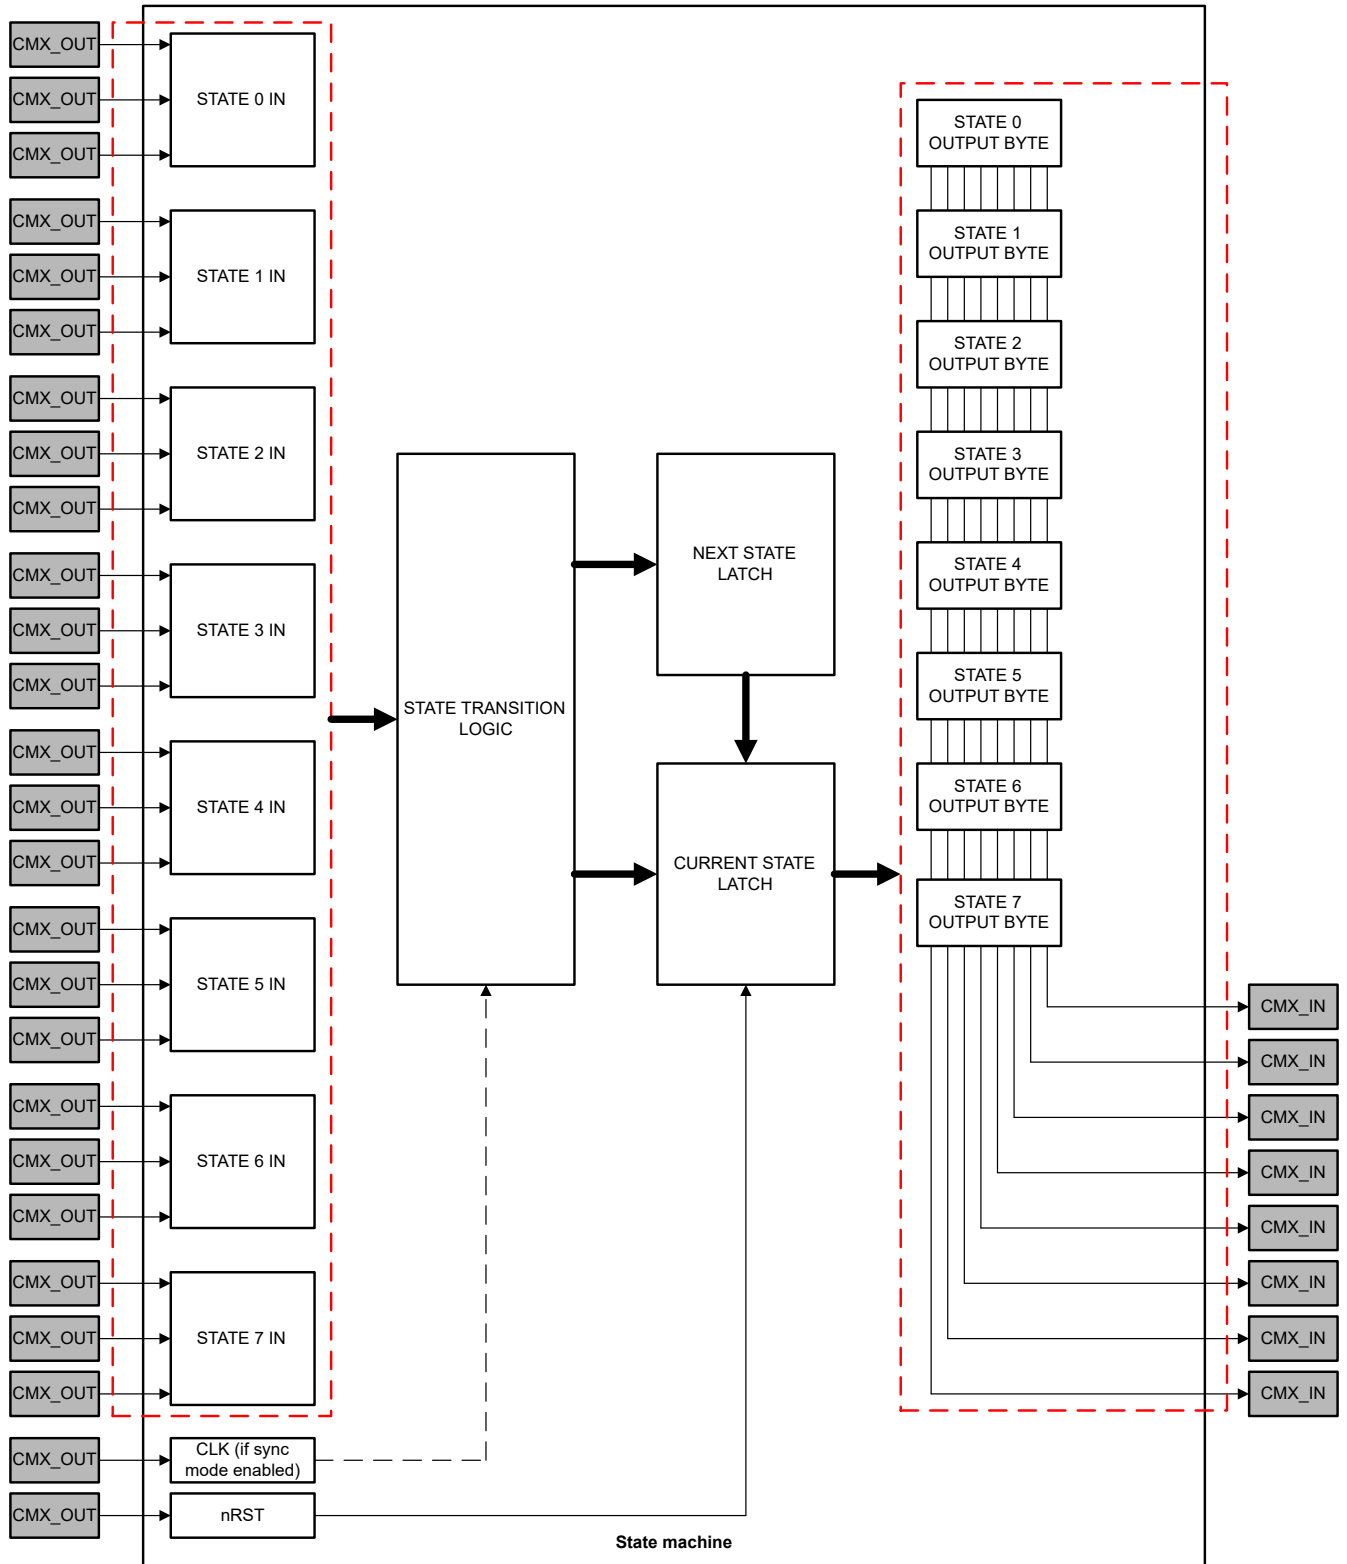 CMX_OUT
CMX_OUT
CMX_OUT
STATE 0 IN
CMX_OUT
CMX_OUT
CMX_OUT
STATE 1 IN
CMX_OUT
CMX_OUT
CMX_OUT
STATE 2 IN
CMX_OUT
CMX_OUT
CMX_OUT
STATE 3 IN
CMX_OUT
CMX_OUT
CMX_OUT
STATE 4 IN
CMX_OUT
CMX_OUT
CMX_OUT
STATE 5 IN
CMX_OUT
CMX_OUT
CMX_OUT
STATE 6 IN
CMX_OUT
CMX_OUT
CMX_OUT
STATE 7 IN
CMX_OUT
CLK (if sync
mode enabled)
CMX_OUT
nRST
STATE TRANSITION
LOGIC
NEXT STATE
LATCH
CURRENT STATE
LATCH
STATE 0
OUTPUT BYTE
STATE 1
OUTPUT BYTE
STATE 2
OUTPUT BYTE
STATE 3
OUTPUT BYTE
STATE 4
OUTPUT BYTE
STATE 5
OUTPUT BYTE
STATE 6
OUTPUT BYTE
STATE 7
OUTPUT BYTE
CMX_IN
CMX_IN
CMX_IN
CMX_IN
CMX_IN
CMX_IN
CMX_IN
CMX_IN
State machine